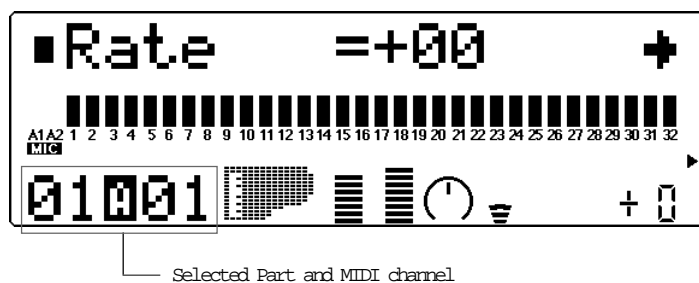 ■Rate =+00 →
A1 A2 1 2 3 4 5 6 7 8 9 10 11 12 13 14 15 16 17 18 19 20 21 22 23 24 25 26 27 28 29 30 31 32
MIC
01A01 + 0
Selected Part and MIDI channel